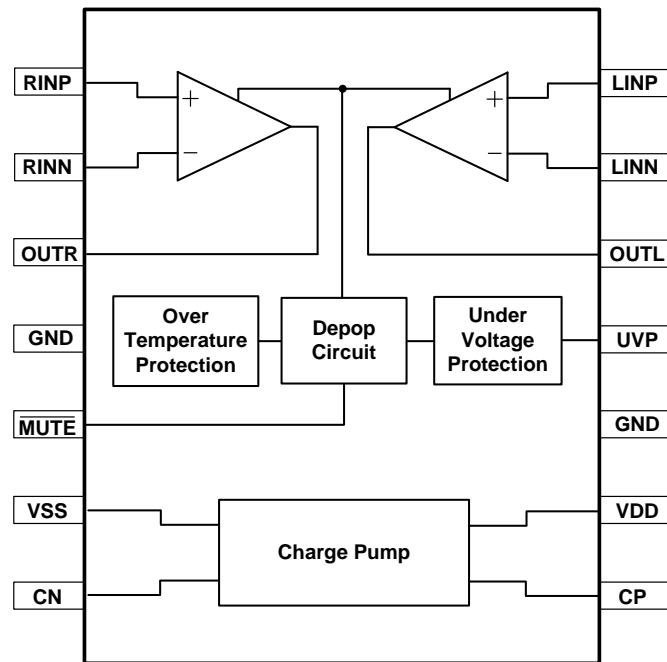 RINP
RINN
OUTR
GND
MUTE
VSS
CN
+
−
+
−
Over
Temperature
Protection
Depop
Circuit
Under
Voltage
Protection
Charge Pump
LINP
LINN
OUTL
UVP
GND
VDD
CP